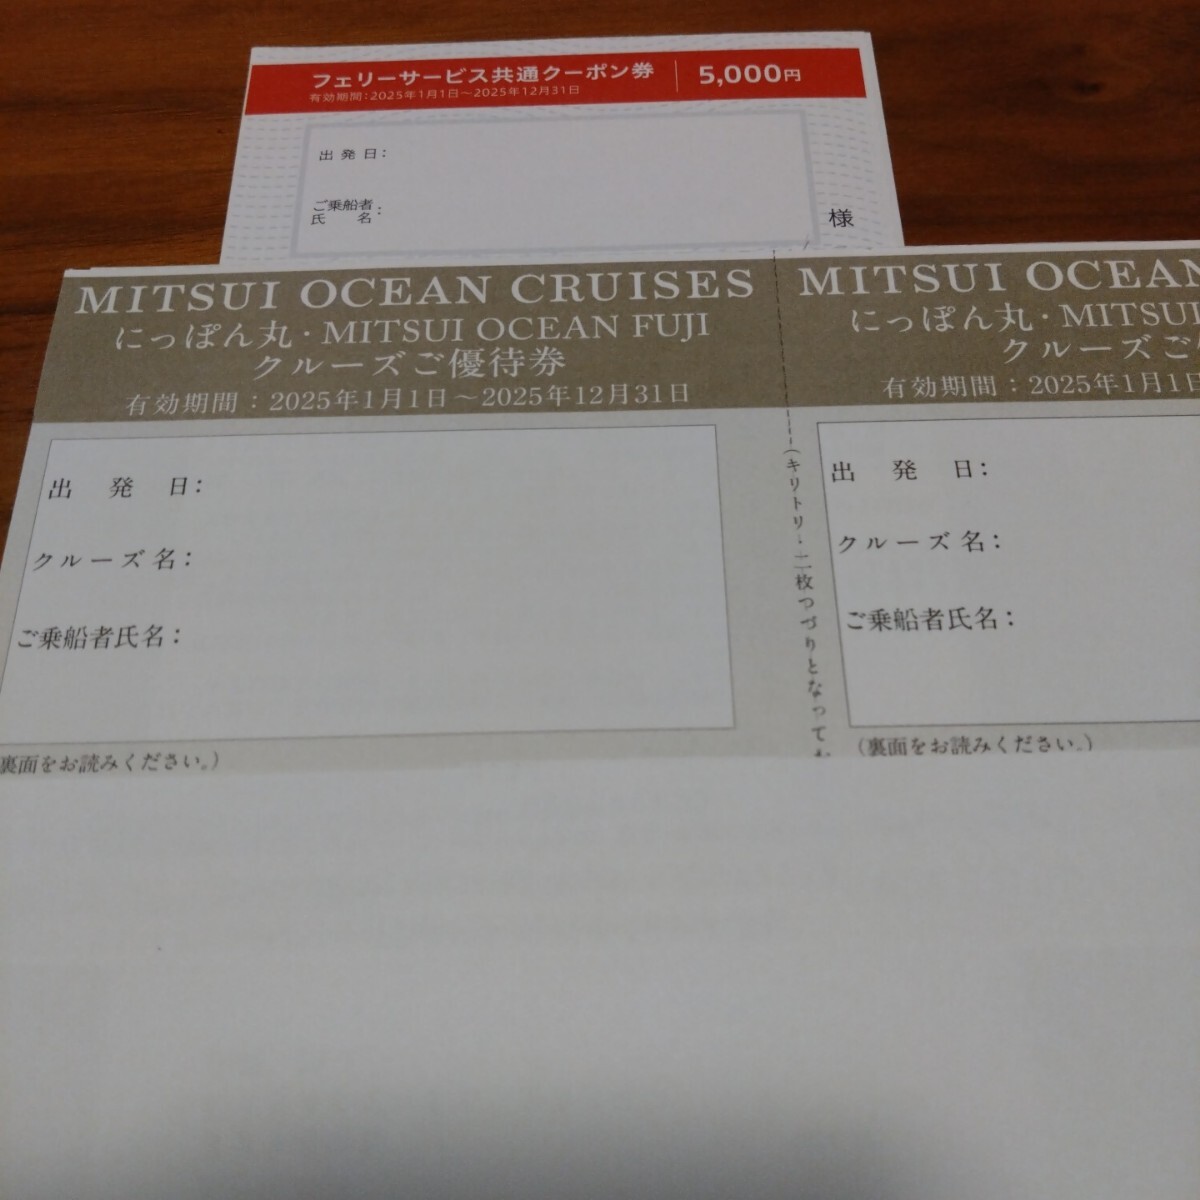 フェリーサービス共通クーポン券 5,000円
有効期間:2025年1月1日～2025年12月31日
出発日:
ご乗船者
氏 名:
様
MITSUI OCEAN CRUISES
にっぽん丸・MITSUI OCEAN FUJI
クルーズご優待券
有効期間：2025年1月1日～2025年12月31日
出 発 日：
クルーズ名：
ご乗船者氏名：
(裏面をお読みください。)
(キリトリ・二枚つづりとなってお
MITSUI OCEAN
にっぽん丸・MITSUI
クルーズご
有効期間：2025年1月1日
出 発 日：
クルーズ名：
ご乗船者氏名：
(裏面をお読みください。)